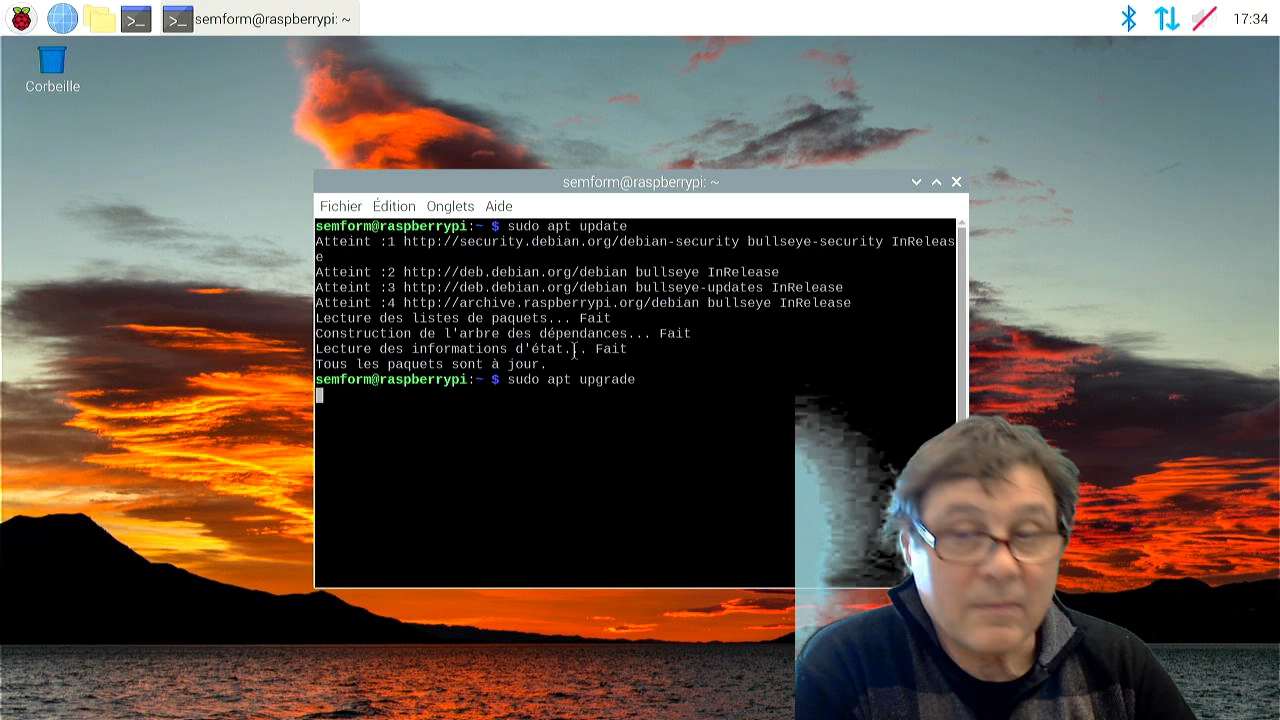 semform@raspberrypi: ~
17:34
Corbeille
semform@raspberrypi: ~
Fichier Édition Onglets Aide
semform@raspberrypi:~ $ sudo apt update
Atteint :1 http://security.debian.org/debian-security bullseye-security InReleas
e
Atteint :2 http://deb.debian.org/debian bullseye InRelease
Atteint :3 http://deb.debian.org/debian bullseye-updates InRelease
Atteint :4 http://archive.raspberrypi.org/debian bullseye InRelease
Lecture des listes de paquets... Fait
Construction de l'arbre des dépendances... Fait
Lecture des informations d'état... Fait
Tous les paquets sont à jour.
semform@raspberrypi:~ $ sudo apt upgrade